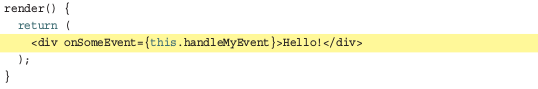 render() {
  return (
    <div onSomeEvent={this.handleMyEvent}>Hello!</div>
  );
}